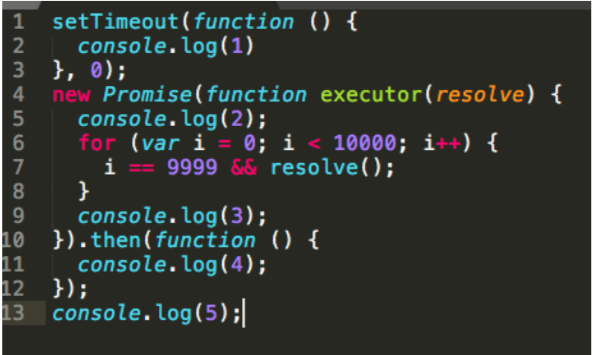 1 setTimeout(function () {
2 console.log(1)
3 }, 0);
4 new Promise(function executor(resolve) {
5 console.log(2);
6 for (var i = 0; i < 10000; i++) {
7 i == 9999 && resolve();
8 }
9 console.log(3);
10 }).then(function () {
11 console.log(4);
12 });
13 console.log(5);